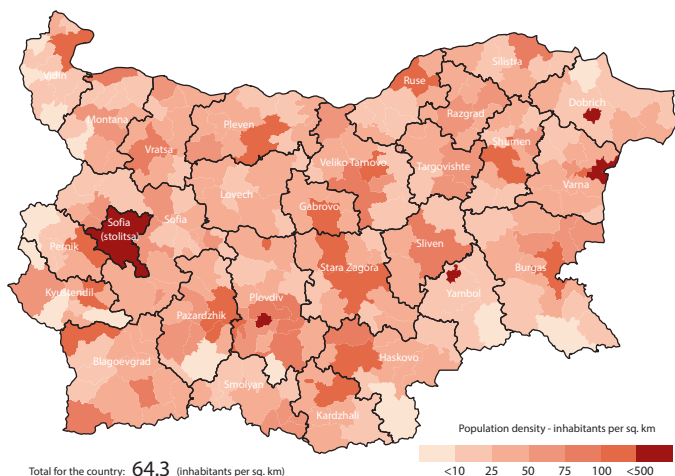 Silistra
Ruse
Vidin
Dobrich
Montana
Razgrad
Pleven
Shumen
Vratsa
Veliko Tarnovo
Targovishte
Varna
Lovech
Gabrovo
Sofia
(stolitsa)
Sofia
Pernik
Sliven
Stara Zagora
Burgas
Kyustendil
Yambol
Plovdiv
Pazardzhik
Haskovo
Blagoevgrad
Smolyan
Kardzhali
Population density - inhabitants per sq. km
<10 25 50 75 100 <500
Total for the country: 64.3 (inhabitants per sq. km)